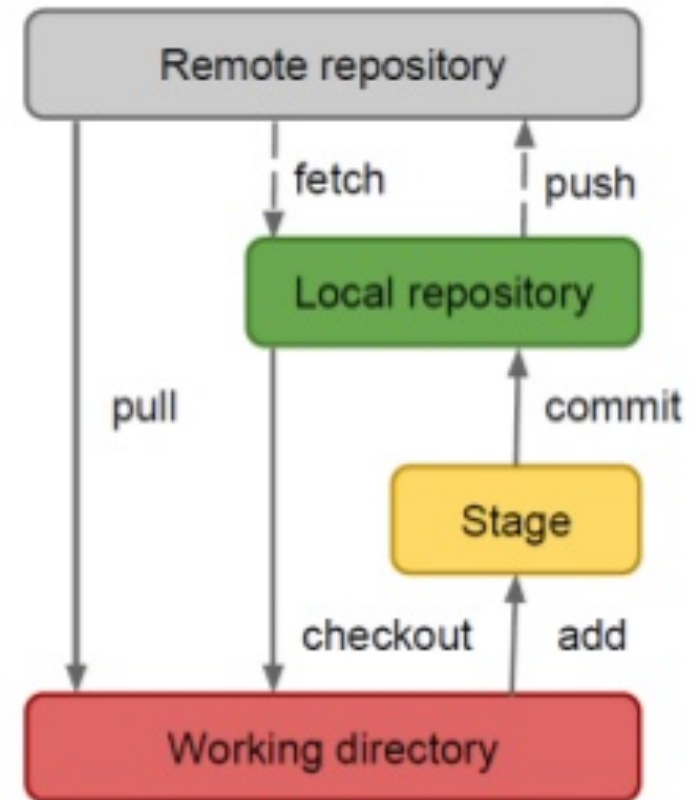 Remote repository
fetch
push
Local repository
pull
commit
Stage
checkout
add
Working directory